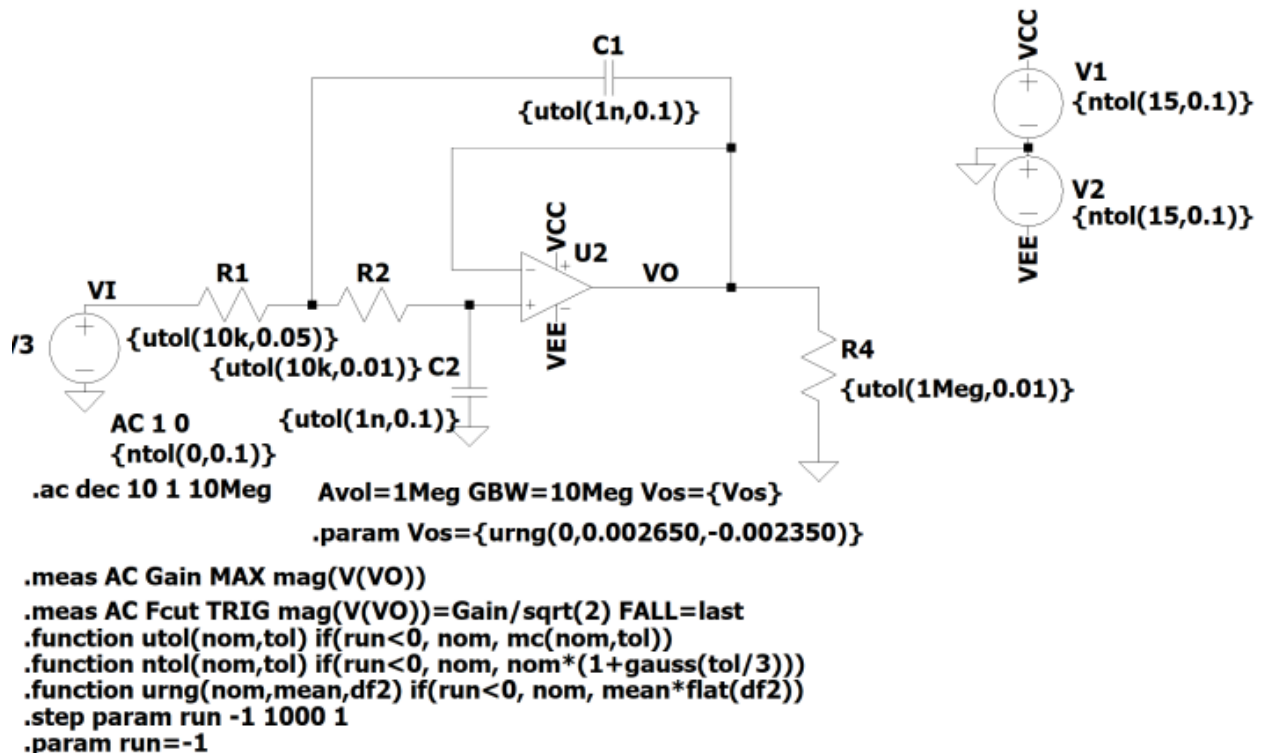 C1
{utol(1n,0.1)}
VCC
V1
{ntol(15,0.1)}
V2
{ntol(15,0.1)}
VEE
VCC
U2
VO
VEE
VI
R1
R2
V3
{utol(10k,0.05)}
{utol(10k,0.01)}
C2
{utol(1n,0.1)}
R4
{utol(1Meg,0.01)}
AC 1 0
{ntol(0,0.1)}
.ac dec 10 1 10Meg
Avol=1Meg GBW=10Meg Vos={Vos}
.param Vos={urng(0,0.002650,-0.002350)}
.meas AC Gain MAX mag(V(VO))
.meas AC Fcut TRIG mag(V(VO))=Gain/sqrt(2) FALL=last
.function utol(nom,tol) if(run<0, nom, mc(nom,tol))
.function ntol(nom,tol) if(run<0, nom, nom*(1+gauss(tol/3)))
.function urng(nom,mean,df2) if(run<0, nom, mean*flat(df2))
.step param run -1 1000 1
.param run=-1